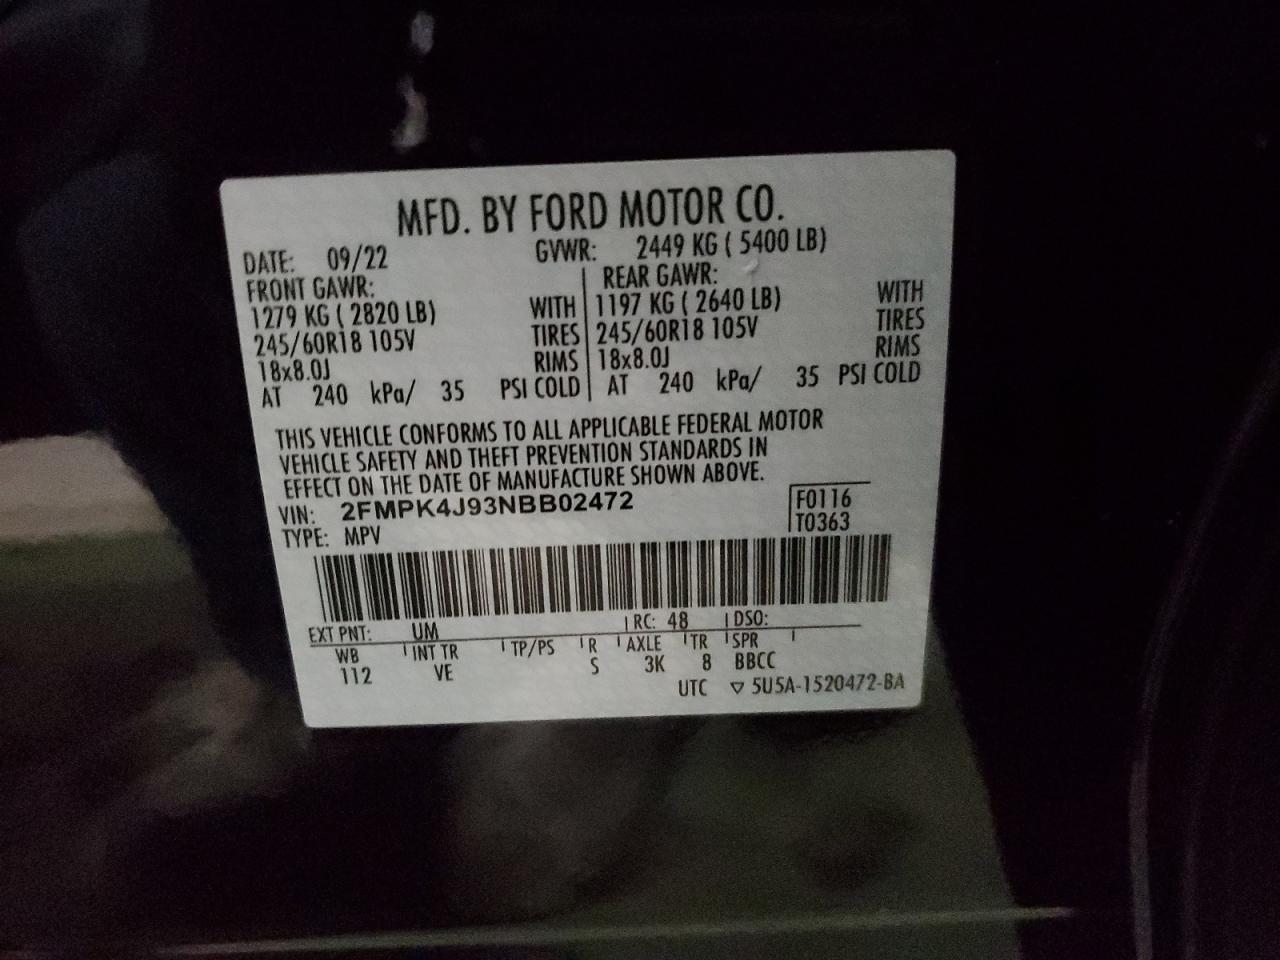 MFD. BY FORD MOTOR CO.
DATE: 09/22 GVWR: 2449 KG ( 5400 LB)
FRONT GAWR: REAR GAWR:
1279 KG ( 2820 LB) WITH 1197 KG ( 2640 LB) WITH
245/60R18 105V TIRES 245/60R18 105V TIRES
18x8.0J RIMS 18x8.0J RIMS
AT 240 kPa/ 35 PSI COLD AT 240 kPa/ 35 PSI COLD
THIS VEHICLE CONFORMS TO ALL APPLICABLE FEDERAL MOTOR
VEHICLE SAFETY AND THEFT PREVENTION STANDARDS IN
EFFECT ON THE DATE OF MANUFACTURE SHOWN ABOVE.
VIN: 2FMPK4J93NBB02472 F0116
TYPE: MPV T0363
EXT PNT: UM RC: 48 DSO:
WB INT TR TP/PS R AXLE TR SPR
112 VE S 3K 8 BBCC
UTC ▽ 5U5A-1520472-BA